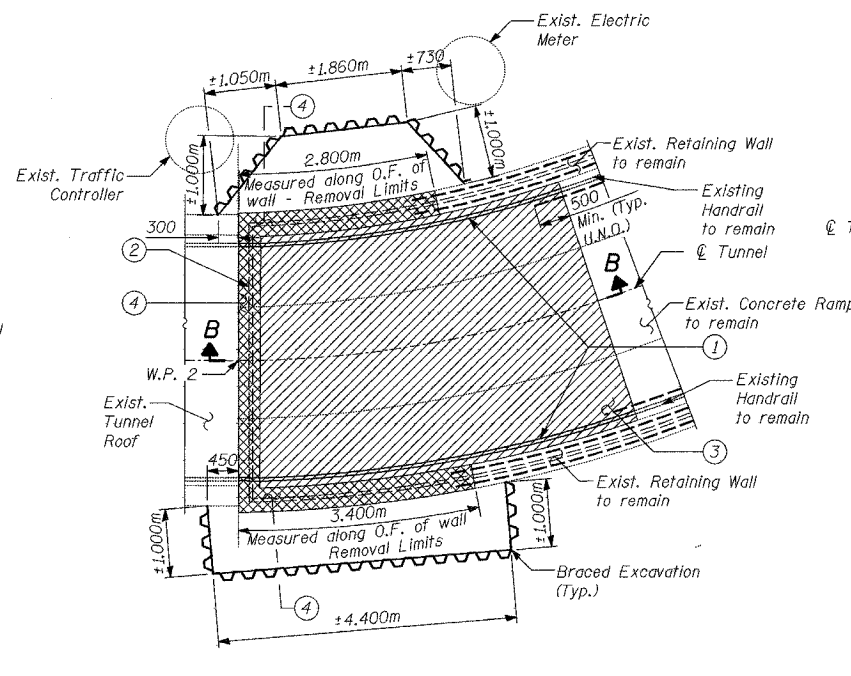 Exist. Electric
Meter
±1.050m
±1.860m
±730
4
±1.000m
±1.000m
Exist. Traffic
Controller
2.800m
Measured along O.F. of
wall - Removal Limits
Exist. Retaining Wall
to remain
Existing
Handrail
to remain
500
Min. (Typ.
U.N.O.)
℄ Tunnel
℄
300
2
4
B
B
W.P. 2
Exist. Concrete Ramp
to remain
1
Exist.
Tunnel
Roof
Existing
Handrail
to remain
3
450
Exist. Retaining Wall
to remain
±1.000m
3.400m
Measured along O.F. of wall
Removal Limits
±1.000m
Braced Excavation
(Typ.)
4
±4.400m